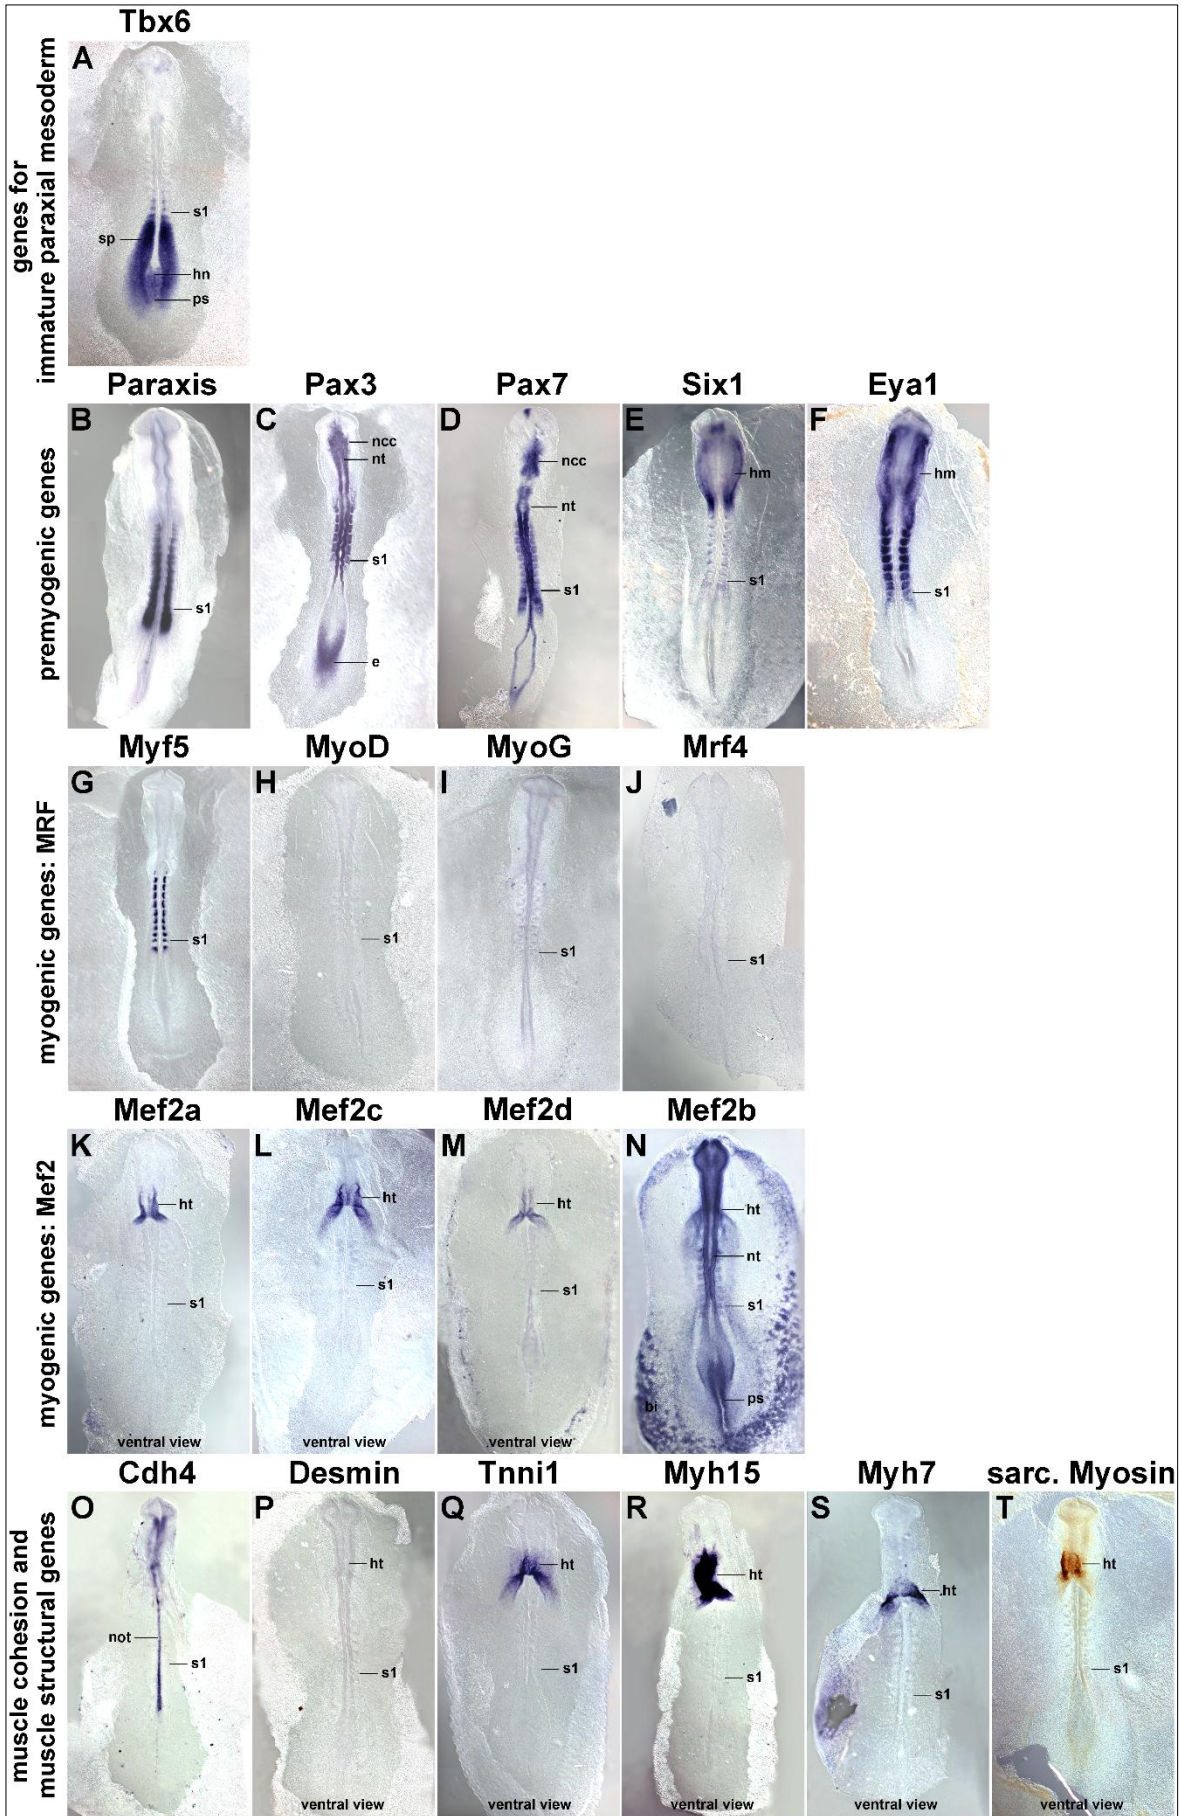 Tbx6
genes for
immature paraxial mesoderm
A
s1
sp
hn
ps
Paraxis Pax3 Pax7 Six1 Eya1
premyogenic genes
B
s1
C
ncc
nt
s1
e
D
ncc
nt
s1
E
hm
s1
F
hm
s1
Myf5 MyoD MyoG Mrf4
myogenic genes: MRF
G
s1
H
s1
I
s1
J
s1
Mef2a Mef2c Mef2d Mef2b
myogenic genes: Mef2
K
ht
s1
ventral view
L
ht
s1
ventral view
M
ht
s1
ventral view
N
ht
nt
s1
ps
bi
Cdh4 Desmin Tnni1 Myh15 Myh7 sarc. Myosin
muscle cohesion and
muscle structural genes
O
not
s1
P
ht
s1
ventral view
Q
ht
s1
ventral view
R
ht
s1
ventral view
S
ht
s1
ventral view
T
ht
s1
ventral view